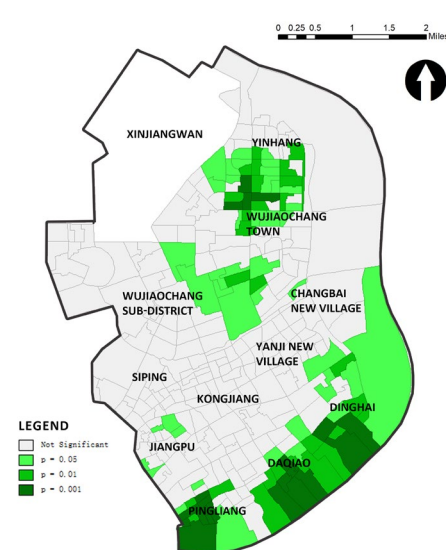 0 0.25 0.5 1 1.5 2
Miles
XINJIANGWAN
YINHANG
WUJIAOCHANG
TOWN
WUJIAOCHANG
SUB-DISTRICT
CHANGBAI
NEW VILLAGE
YANJI NEW
VILLAGE
SIPING
KONGJIANG
DINGHAI
LEGEND
Not Significant
p = 0.05
p = 0.01
p = 0.001
JIANGPU
DAQIAO
PINGLIANG